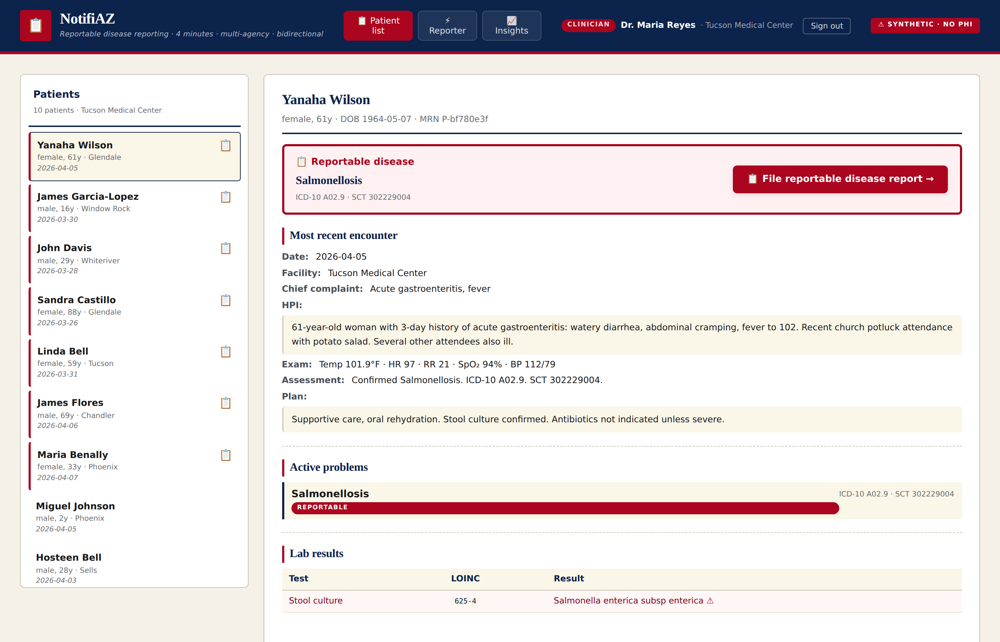 NotifiAZ
Reportable disease reporting · 4 minutes · multi-agency · bidirectional
📋 Patient
list
⚡
Reporter
📈
Insights
CLINICIAN Dr. Maria Reyes · Tucson Medical Center
Sign out
⚠ SYNTHETIC · NO PHI
Patients
10 patients · Tucson Medical Center
Yanaha Wilson
female, 61y · Glendale
2026-04-05
James Garcia-Lopez
male, 16y · Window Rock
2026-03-30
John Davis
male, 29y · Whiteriver
2026-03-28
Sandra Castillo
female, 88y · Glendale
2026-03-26
Linda Bell
female, 59y · Tucson
2026-03-31
James Flores
male, 69y · Chandler
2026-04-06
Maria Benally
female, 33y · Phoenix
2026-04-07
Miguel Johnson
male, 2y · Phoenix
2026-04-05
Hosteen Bell
male, 28y · Sells
2026-04-03
Yanaha Wilson
female, 61y · DOB 1964-05-07 · MRN P-bf780e3f
📋 Reportable disease
Salmonellosis
ICD-10 A02.9 · SCT 302229004
📋 File reportable disease report →
Most recent encounter
Date: 2026-04-05
Facility: Tucson Medical Center
Chief complaint: Acute gastroenteritis, fever
HPI:
61-year-old woman with 3-day history of acute gastroenteritis: watery diarrhea, abdominal cramping, fever to 102. Recent church potluck attendance
with potato salad. Several other attendees also ill.
Exam: Temp 101.9°F · HR 97 · RR 21 · SpO₂ 94% · BP 112/79
Assessment: Confirmed Salmonellosis. ICD-10 A02.9. SCT 302229004.
Plan:
Supportive care, oral rehydration. Stool culture confirmed. Antibiotics not indicated unless severe.
Active problems
Salmonellosis
REPORTABLE
ICD-10 A02.9 · SCT 302229004
Lab results
Test LOINC Result
Stool culture 625-4 Salmonella enterica subsp enterica ⚠